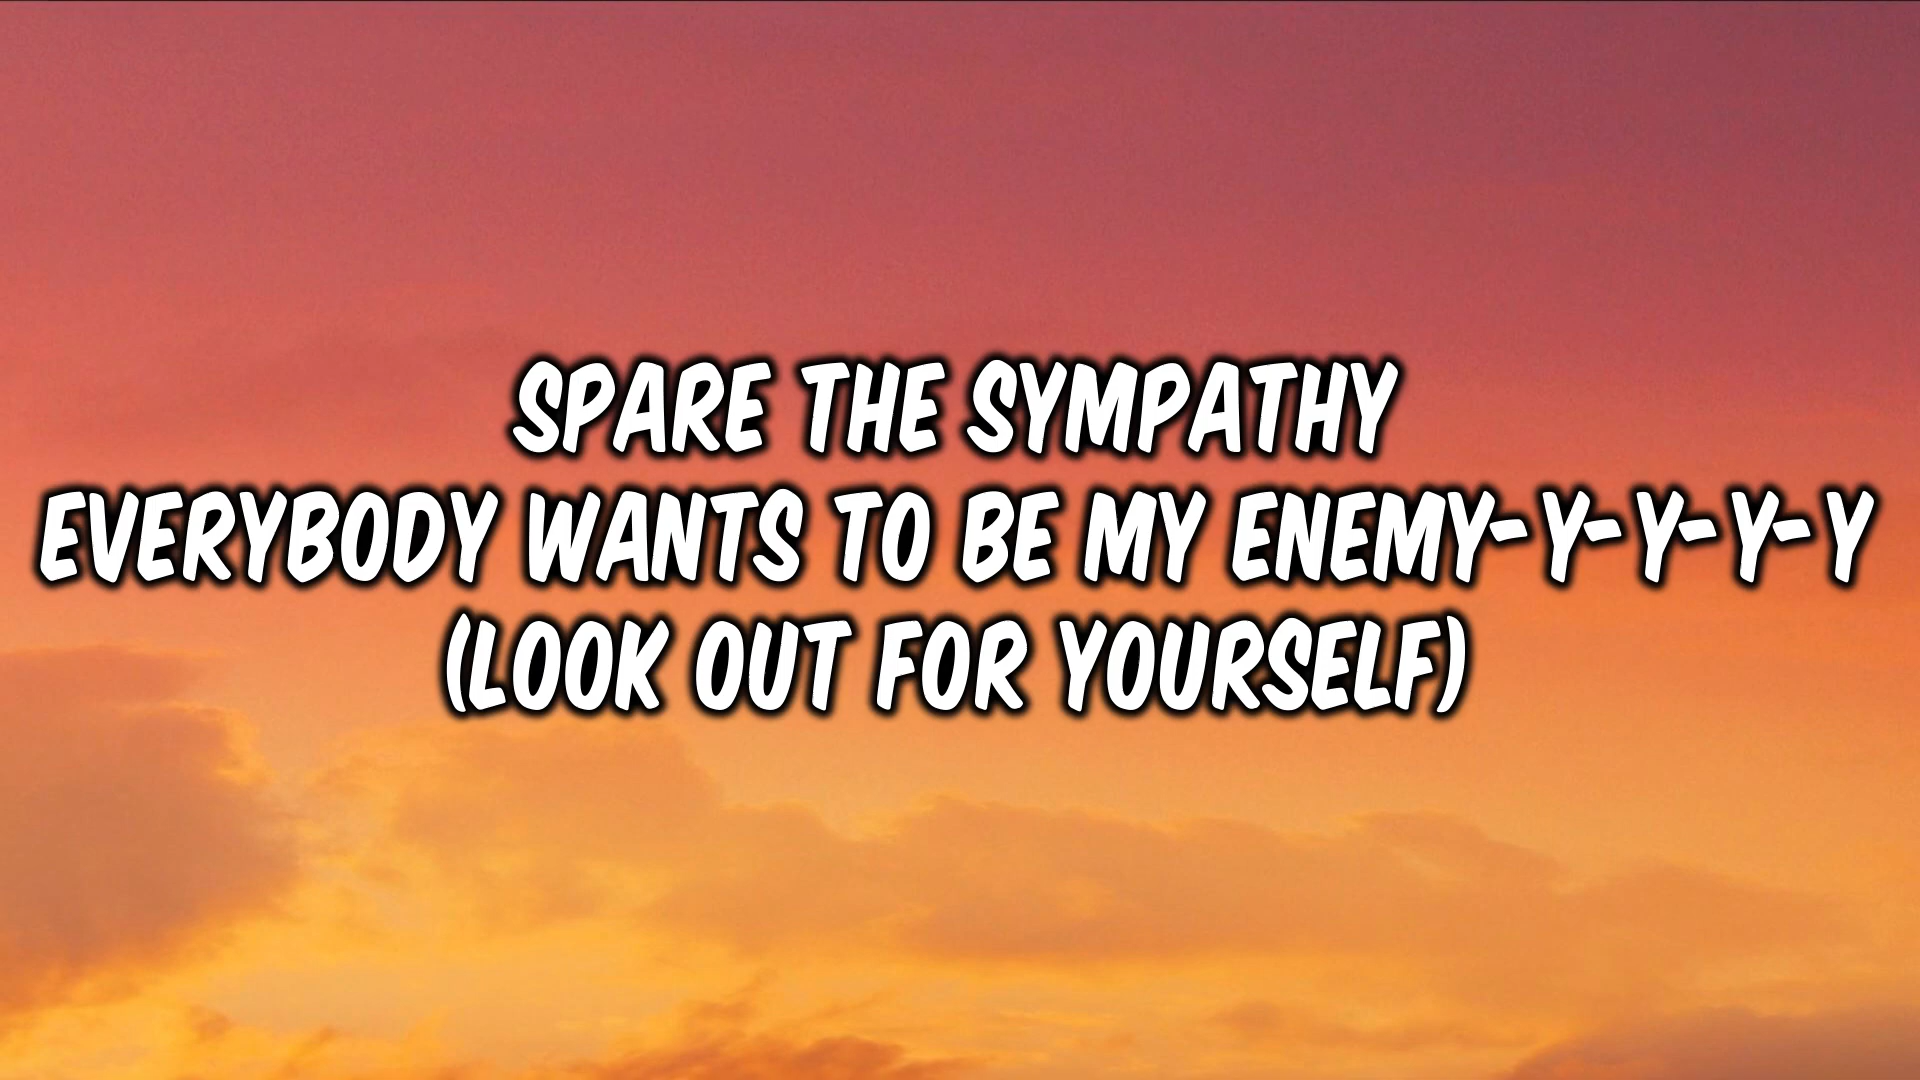 SPARE THE SYMPATHY
EVERYBODY WANTS TO BE MY ENEMY-Y-Y-Y-Y
(LOOK OUT FOR YOURSELF)